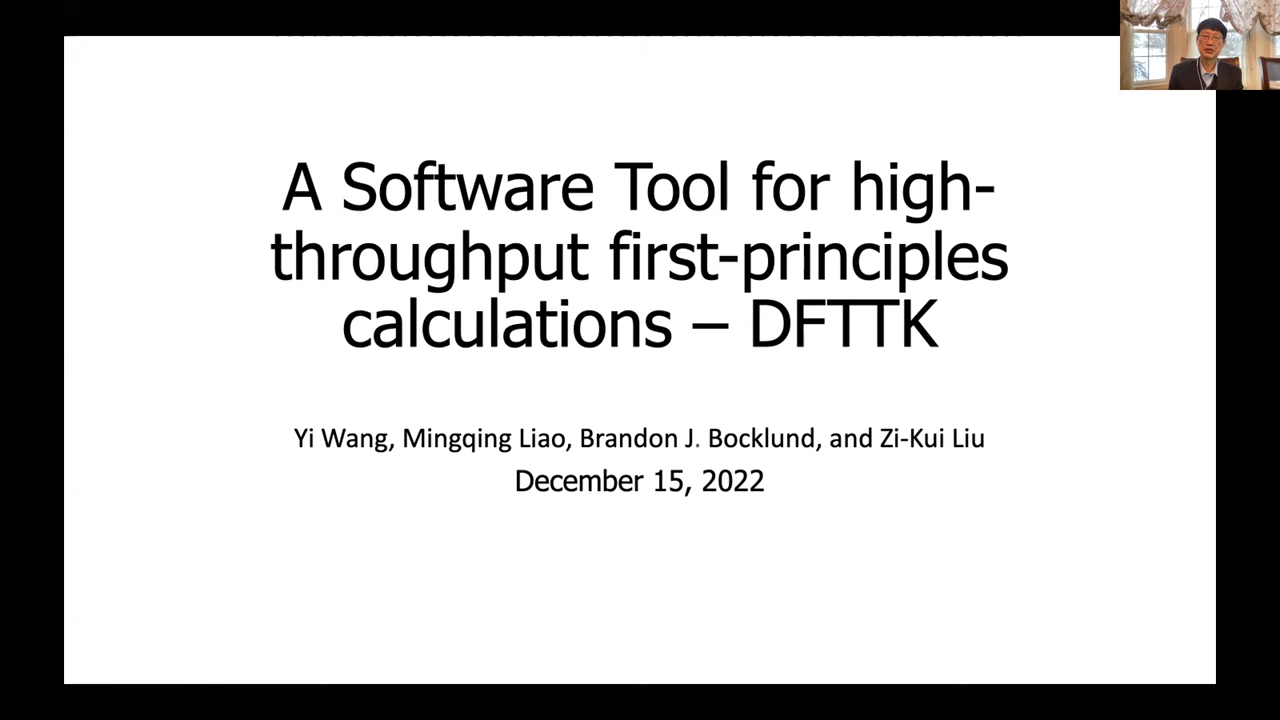 A Software Tool for high-
throughput first-principles
calculations – DFTTK
Yi Wang, Mingqing Liao, Brandon J. Bocklund, and Zi-Kui Liu
December 15, 2022